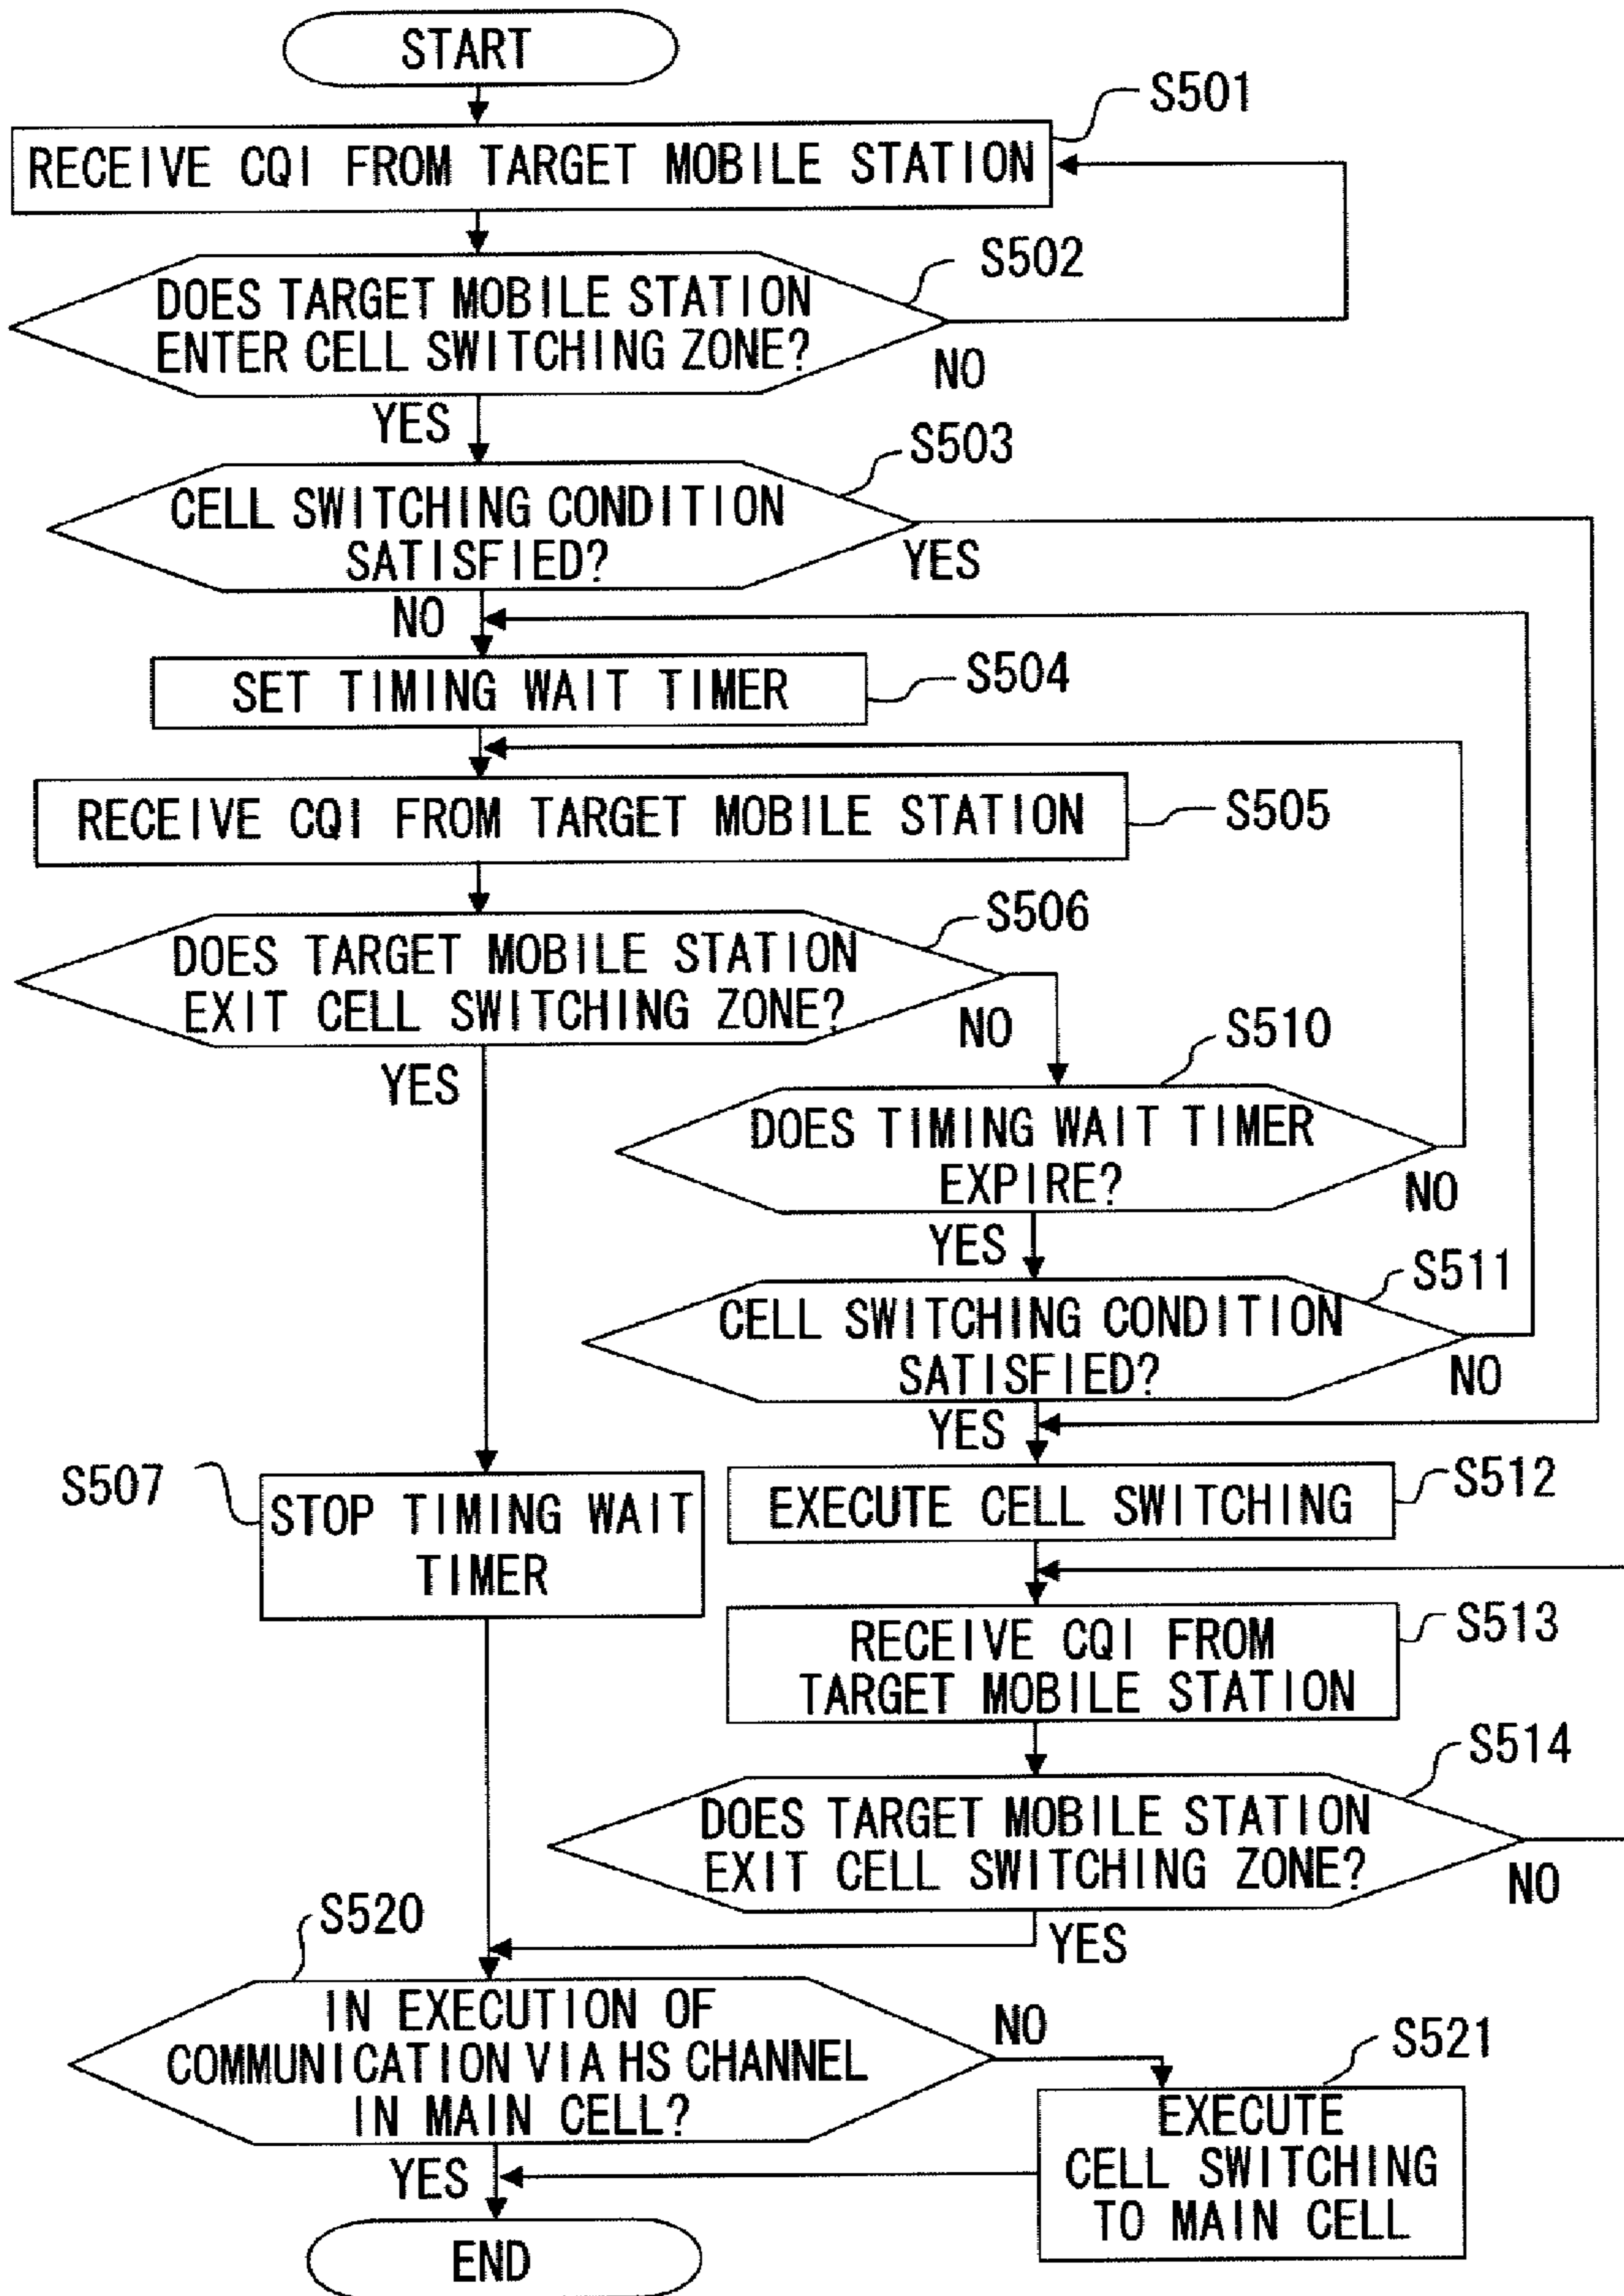 START
S501
RECEIVE CQI FROM TARGET MOBILE STATION
S502
DOES TARGET MOBILE STATION
ENTER CELL SWITCHING ZONE?
NO
YES
S503
CELL SWITCHING CONDITION
SATISFIED?
YES
NO
SET TIMING WAIT TIMER
S504
RECEIVE CQI FROM TARGET MOBILE STATION
S505
S506
DOES TARGET MOBILE STATION
EXIT CELL SWITCHING ZONE?
NO
YES
S510
DOES TIMING WAIT TIMER
EXPIRE?
NO
YES
S511
CELL SWITCHING CONDITION
SATISFIED?
NO
YES
S507
STOP TIMING WAIT
TIMER
S512
EXECUTE CELL SWITCHING
S513
RECEIVE CQI FROM
TARGET MOBILE STATION
S514
DOES TARGET MOBILE STATION
EXIT CELL SWITCHING ZONE?
NO
YES
S520
IN EXECUTION OF
COMMUNICATION VIA HS CHANNEL
IN MAIN CELL?
NO
YES
S521
EXECUTE
CELL SWITCHING
TO MAIN CELL
END